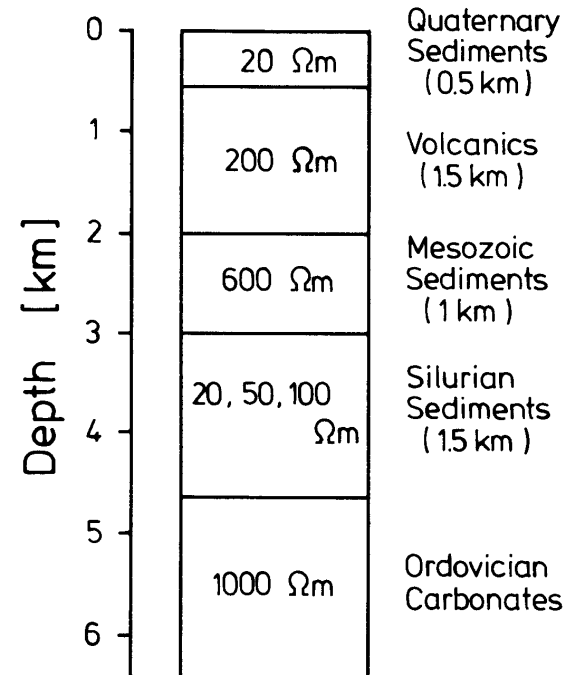 Depth [km]
0
1
2
3
4
5
6
20 Ωm
200 Ωm
600 Ωm
20, 50, 100
Ωm
1000 Ωm
Quaternary
Sediments
(0.5 km)
Volcanics
(1.5 km)
Mesozoic
Sediments
(1 km)
Silurian
Sediments
(1.5 km)
Ordovician
Carbonates